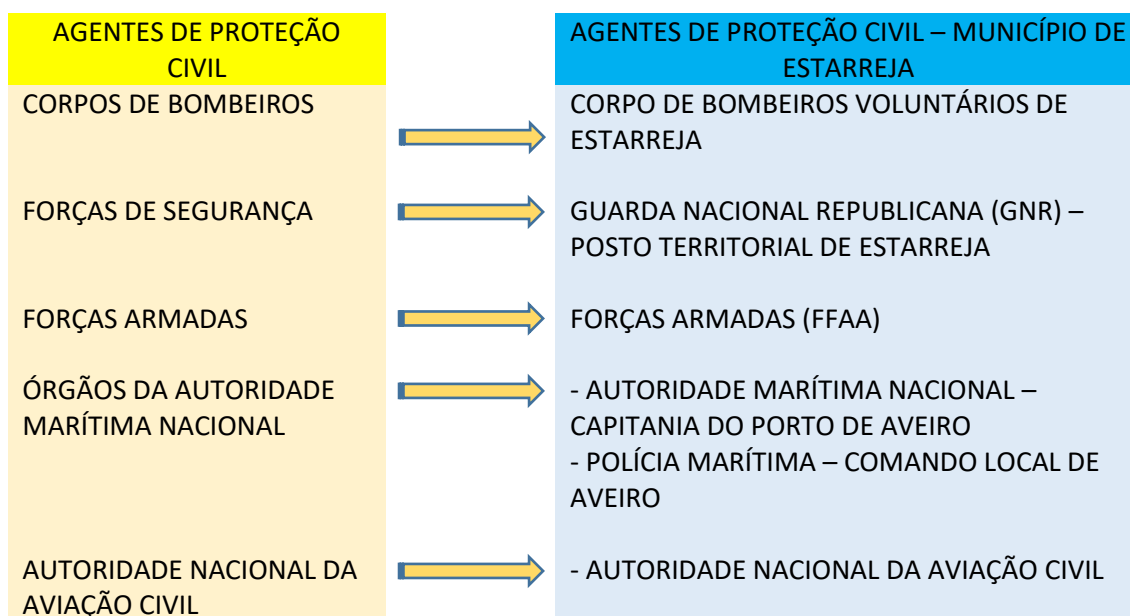 AGENTES DE PROTEÇÃO
CIVIL
AGENTES DE PROTEÇÃO CIVIL – MUNICÍPIO DE
ESTARREJA
CORPOS DE BOMBEIROS
CORPO DE BOMBEIROS VOLUNTÁRIOS DE
ESTARREJA
FORÇAS DE SEGURANÇA
GUARDA NACIONAL REPUBLICANA (GNR) –
POSTO TERRITORIAL DE ESTARREJA
FORÇAS ARMADAS
FORÇAS ARMADAS (FFAA)
ÓRGÃOS DA AUTORIDADE
MARÍTIMA NACIONAL
- AUTORIDADE MARÍTIMA NACIONAL –
CAPITANIA DO PORTO DE AVEIRO
- POLÍCIA MARÍTIMA – COMANDO LOCAL DE
AVEIRO
AUTORIDADE NACIONAL DA
AVIAÇÃO CIVIL
- AUTORIDADE NACIONAL DA AVIAÇÃO CIVIL